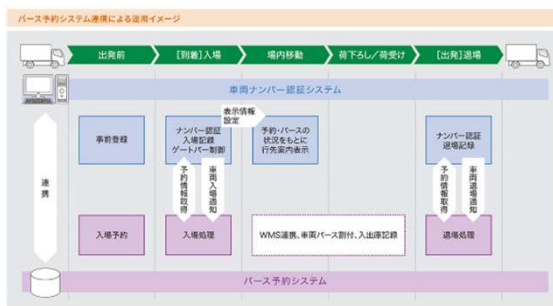 バース予約システム連携による運用イメージ
出発前
[到着]入場
場内移動
荷下ろし/荷受け
[出発]退場
車両ナンバー認証システム
表示情報
設定
事前登録
ナンバー認証
入場記録
ゲートバー制御
予約・バースの
状況をもとに
行先案内表示
ナンバー認証
退場記録
連携
予約情報取得
車両入場通知
予約情報取得
車両退場通知
入場予約
入場処理
WMS連携、車両バース割付、入出庫記録
退場処理
バース予約システム